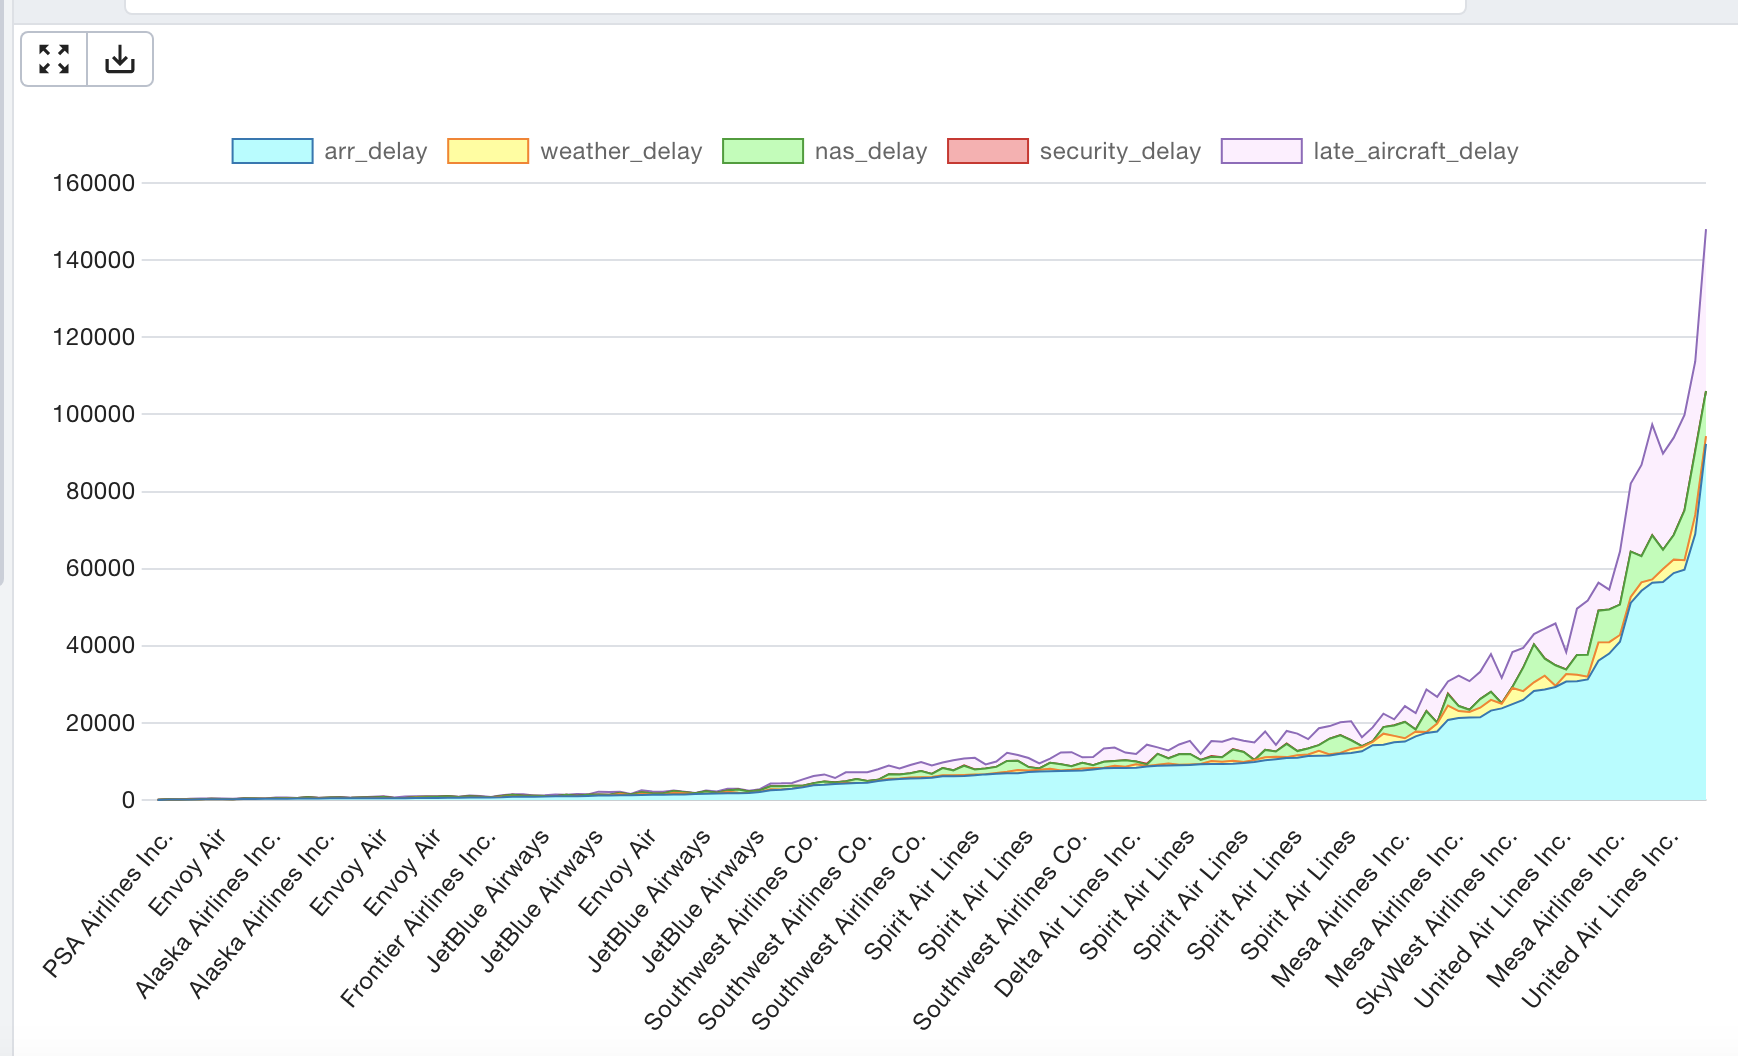 arr_delay weather_delay nas_delay security_delay late_aircraft_delay
160000
140000
120000
100000
80000
60000
40000
20000
0
PSA Airlines Inc.
Envoy Air
Alaska Airlines Inc.
Alaska Airlines Inc.
Envoy Air
Envoy Air
Frontier Airlines Inc.
JetBlue Airways
JetBlue Airways
Envoy Air
JetBlue Airways
JetBlue Airways
Southwest Airlines Co.
Southwest Airlines Co.
Southwest Airlines Co.
Spirit Air Lines
Spirit Air Lines
Southwest Airlines Co.
Delta Air Lines Inc.
Spirit Air Lines
Spirit Air Lines
Spirit Air Lines
Spirit Air Lines
Mesa Airlines Inc.
Mesa Airlines Inc.
SkyWest Airlines Inc.
United Air Lines Inc.
Mesa Airlines Inc.
United Air Lines Inc.